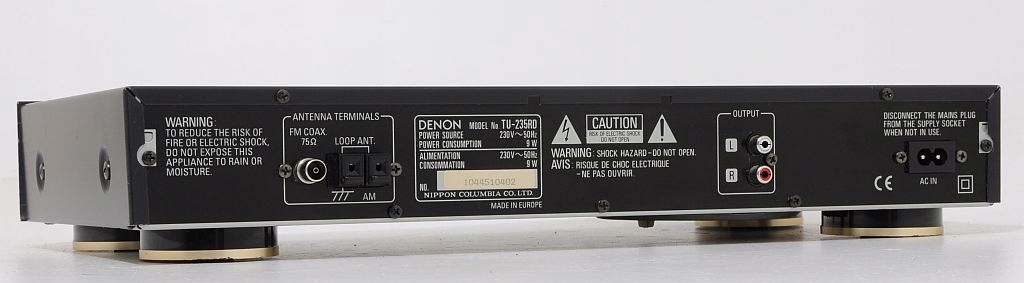 WARNING:
TO REDUCE THE RISK OF
FIRE OR ELECTRIC SHOCK,
DO NOT EXPOSE THIS
APPLIANCE TO RAIN OR
MOISTURE.
ANTENNA TERMINALS
FM COAX.
75Ω
LOOP ANT.
AM
DENON MODEL No TU-235RD
POWER SOURCE 230V~50Hz
POWER CONSUMPTION 9 W
ALIMENTATION 230V~50Hz
CONSOMMATION 9 W
NO. 1044510402
NIPPON COLUMBIA CO. LTD.
MADE IN EUROPE
CAUTION
RISK OF ELECTRIC SHOCK
DO NOT OPEN
WARNING: SHOCK HAZARD-DO NOT OPEN.
AVIS: RISQUE DE CHOC ELECTRIQUE
-NE PAS OUVRIR.
OUTPUT
L
R
DISCONNECT THE MAINS PLUG
FROM THE SUPPLY SOCKET
WHEN NOT IN USE.
CE
AC IN